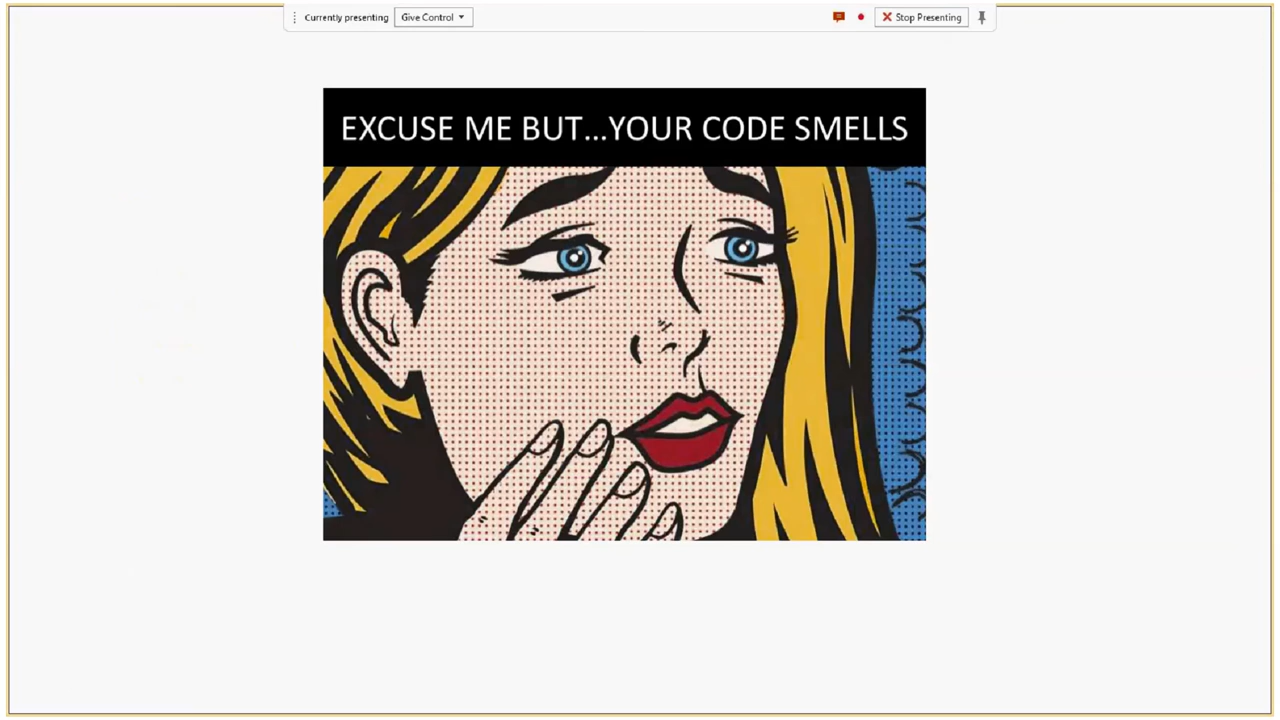 Currently presenting Give Control Stop Presenting
EXCUSE ME BUT...YOUR CODE SMELLS